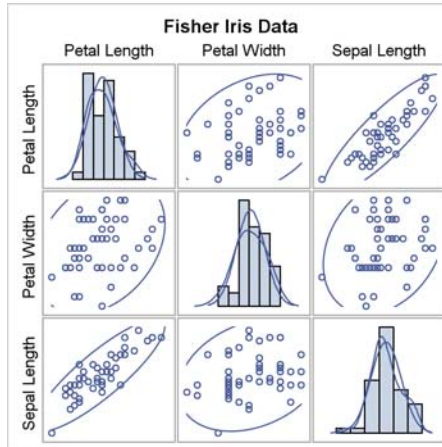 Fisher Iris Data
Petal Length Petal Width Sepal Length
Petal Length
Petal Width
Sepal Length